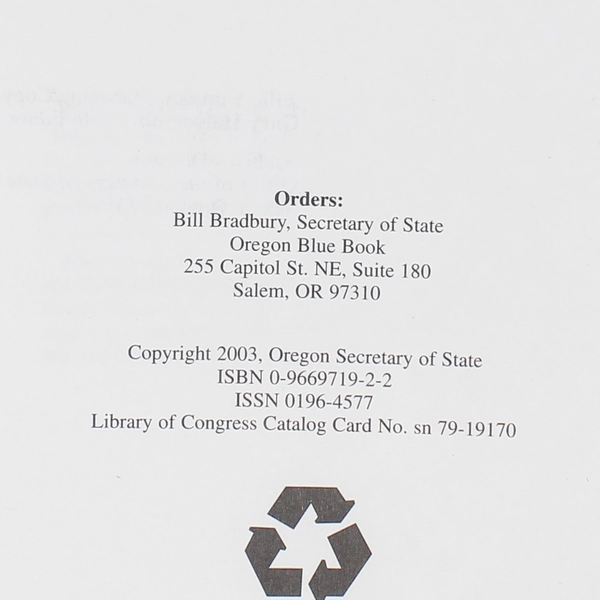 Orders:
Bill Bradbury, Secretary of State
Oregon Blue Book
255 Capitol St. NE, Suite 180
Salem, OR 97310
Copyright 2003, Oregon Secretary of State
ISBN 0-9669719-2-2
ISSN 0196-4577
Library of Congress Catalog Card No. sn 79-19170